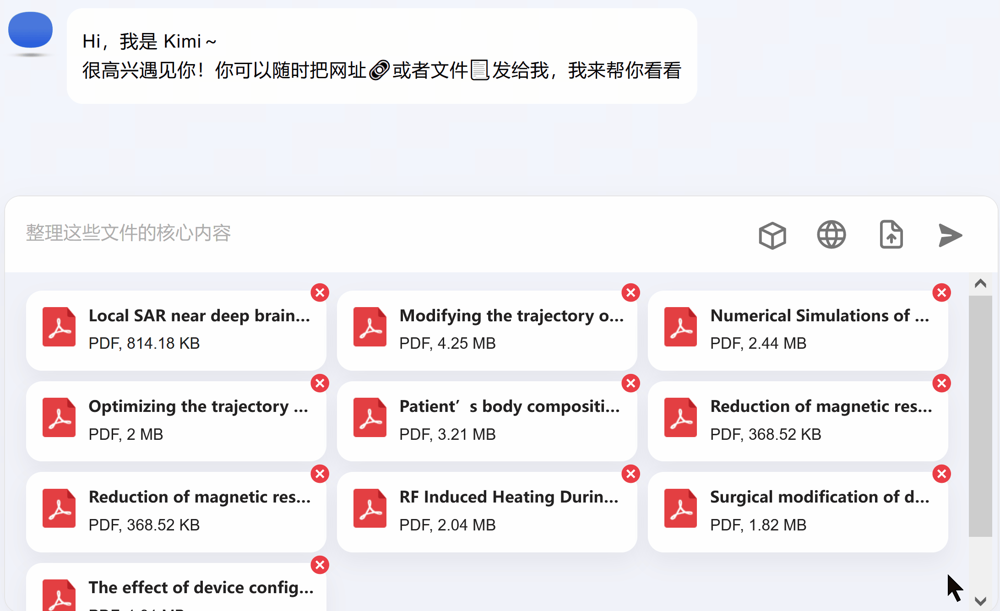 Hi，我是 Kimi～
很高兴遇见你！你可以随时把网址🔗或者文件📃发给我，我来帮你看看
整理这些文件的核心内容
Local SAR near deep brain...
PDF, 814.18 KB
Modifying the trajectory o...
PDF, 4.25 MB
Numerical Simulations of ...
PDF, 2.44 MB
Optimizing the trajectory ...
PDF, 2 MB
Patient’s body compositi...
PDF, 3.21 MB
Reduction of magnetic res...
PDF, 368.52 KB
Reduction of magnetic res...
PDF, 368.52 KB
RF Induced Heating Durin...
PDF, 2.04 MB
Surgical modification of d...
PDF, 1.82 MB
The effect of device config...